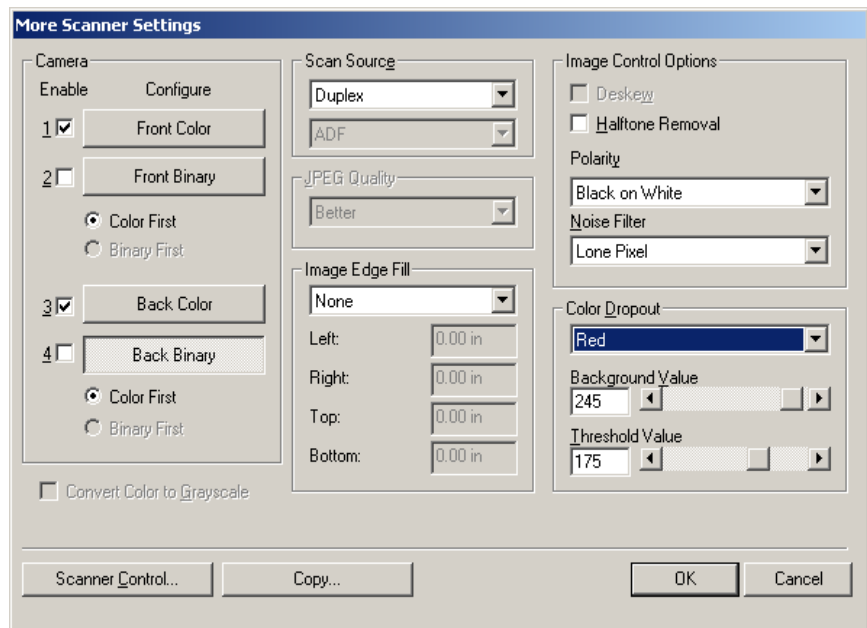 More Scanner Settings
Camera
Enable Configure
1 Front Color
2 Front Binary
Color First
Binary First
3 Back Color
4 Back Binary
Color First
Binary First
Convert Color to Grayscale
Scan Source
Duplex
ADF
JPEG Quality
Better
Image Edge Fill
None
Left: 0.00 in
Right: 0.00 in
Top: 0.00 in
Bottom: 0.00 in
Image Control Options
Deskew
Halftone Removal
Polarity
Black on White
Noise Filter
Lone Pixel
Color Dropout
Red
Background Value
245
Threshold Value
175
Scanner Control... Copy... OK Cancel